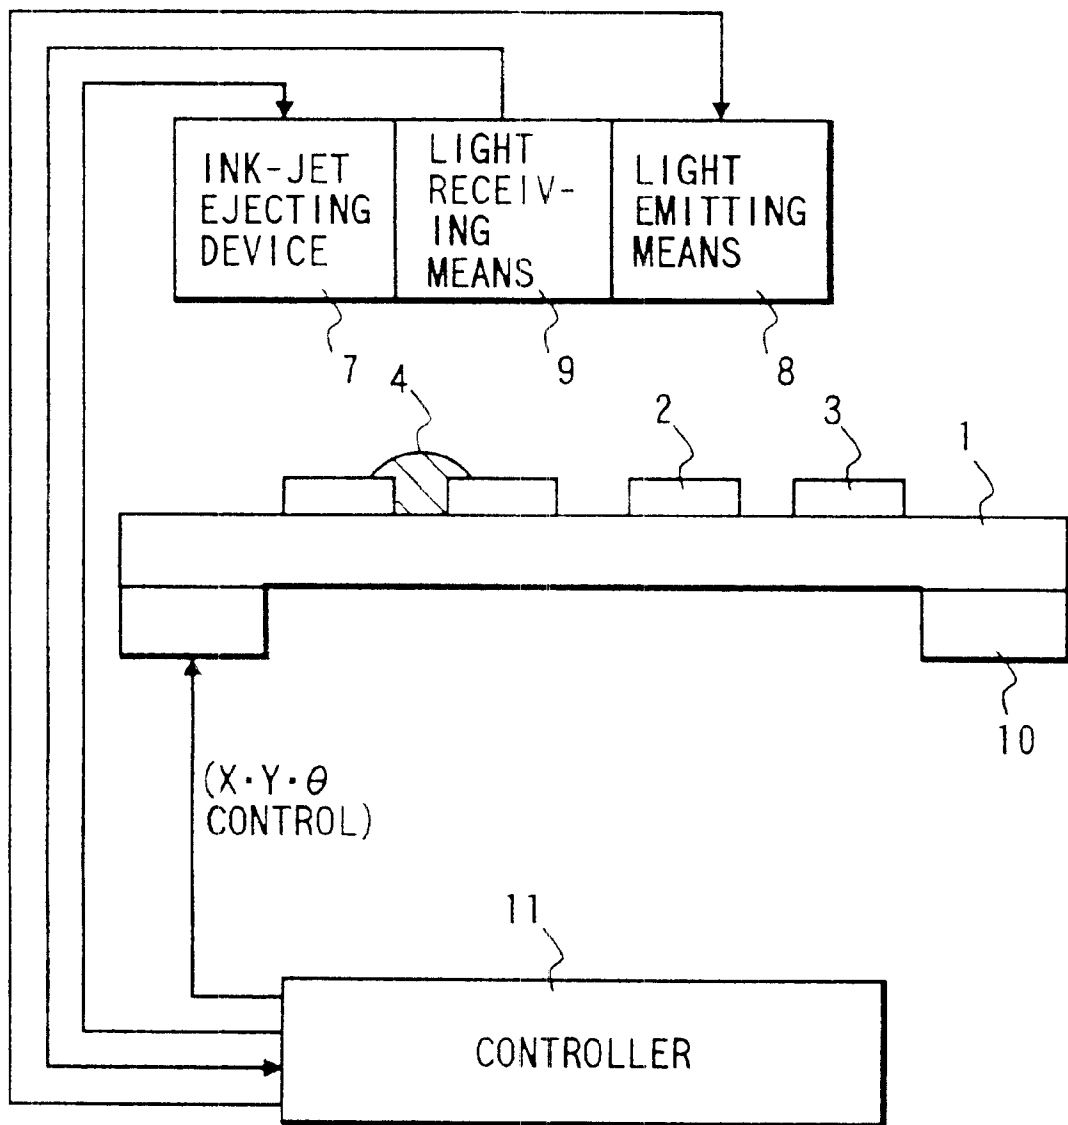 INK-JET
EJECTING
DEVICE
LIGHT
RECEIV-
ING
MEANS
LIGHT
EMITTING
MEANS
7
9
8
4
2
3
1
10
(X·Y·θ
CONTROL)
11
CONTROLLER